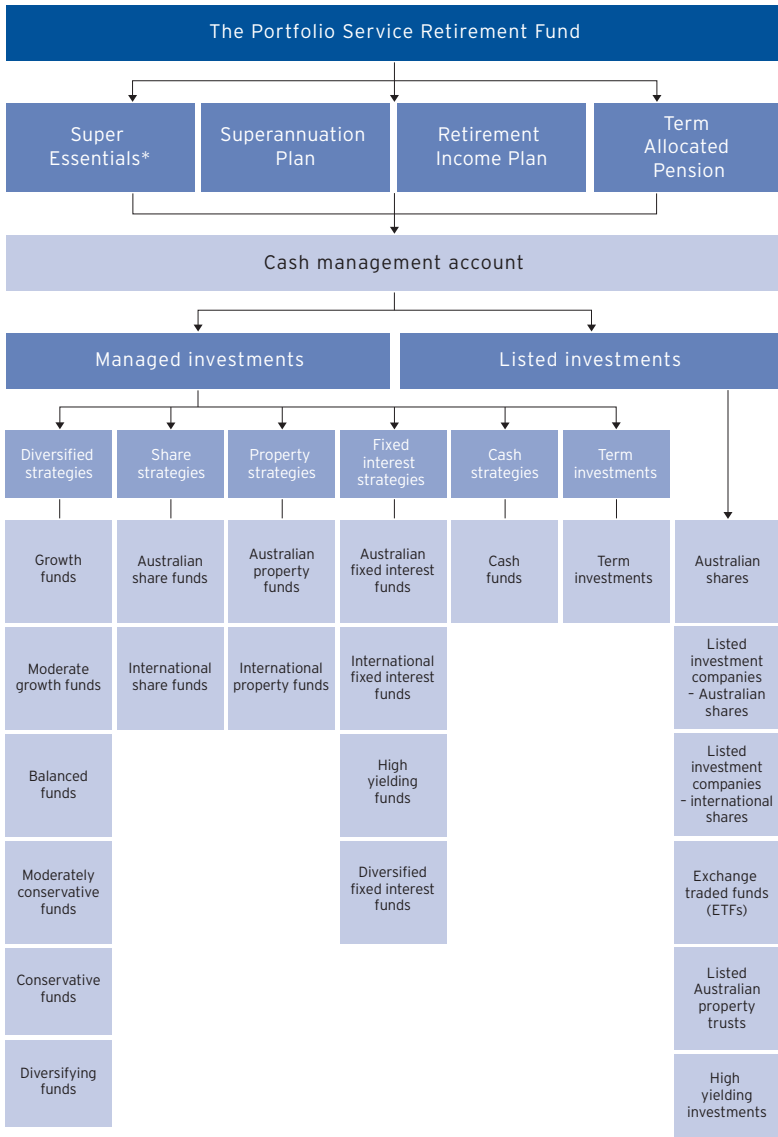 The Portfolio Service Retirement Fund
Super
Essentials*
Superannuation
Plan
Retirement
Income Plan
Term
Allocated
Pension
Cash management account
Managed investments
Listed investments
Diversified
strategies
Share
strategies
Property
strategies
Fixed
interest
strategies
Cash
strategies
Term
investments
Growth
funds
Australian
share funds
Australian
property
funds
Australian
fixed interest
funds
Cash
funds
Term
investments
Australian
shares
Moderate
growth funds
International
share funds
International
property funds
International
fixed interest
funds
Listed
investment
companies
– Australian
shares
Balanced
funds
High
yielding
funds
Listed
investment
companies
– international
shares
Moderately
conservative
funds
Diversified
fixed interest
funds
Exchange
traded funds
(ETFs)
Conservative
funds
Listed
Australian
property
trusts
Diversifying
funds
High
yielding
investments